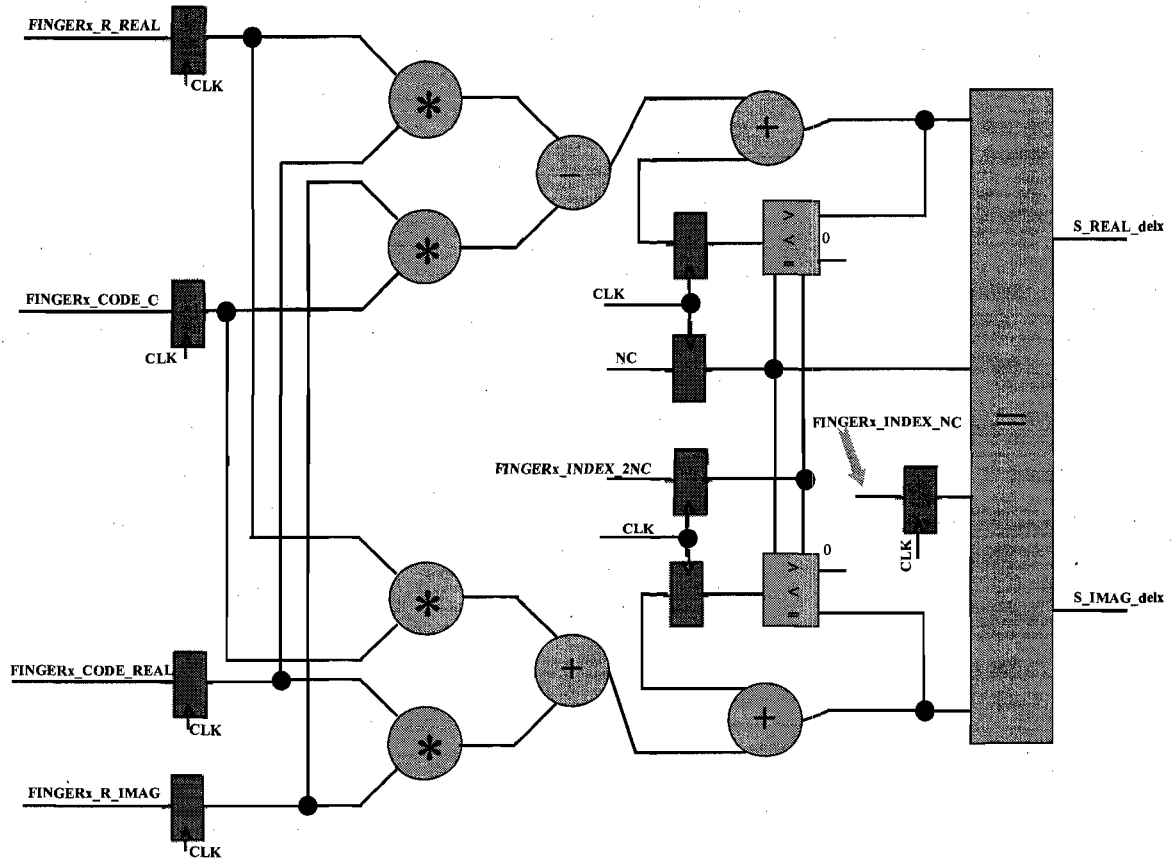 FINGERx_R_REAL
CLK
*
+
−
*
> < =
0
S_REAL_delx
FINGERx_CODE_C
CLK
CLK
NC
=
FINGERx_INDEX_NC
FINGERx_INDEX_2NC
CLK
CLK
0
> < =
*
S_IMAG_delx
FINGERx_CODE_REAL
CLK
+
+
*
FINGERx_R_IMAG
CLK